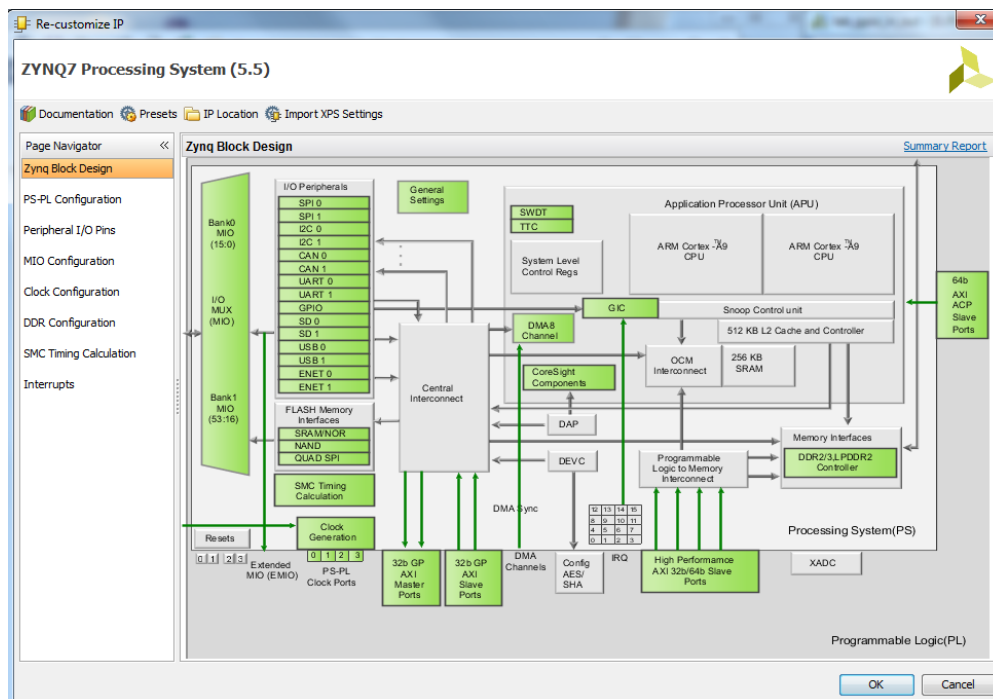 Re-customize IP
ZYNQ7 Processing System (5.5)
Documentation Presets IP Location Import XPS Settings
Page Navigator «
Zynq Block Design
PS-PL Configuration
Peripheral I/O Pins
MIO Configuration
Clock Configuration
DDR Configuration
SMC Timing Calculation
Interrupts
Zynq Block Design
Summary Report
Bank0
MIO
(15:0)
I/O
MUX
(MIO)
Bank1
MIO
(53:16)
I/O Peripherals
SPI 0
SPI 1
I2C 0
I2C 1
CAN 0
CAN 1
UART 0
UART 1
GPIO
SD 0
SD 1
USB 0
USB 1
ENET 0
ENET 1
FLASH Memory
Interfaces
SRAM/NOR
NAND
QUAD SPI
SMC Timing
Calculation
General
Settings
Application Processor Unit (APU)
SWDT
TTC
System Level
Control Regs
ARM Cortex -A9
TM
CPU
ARM Cortex -A9
TM
CPU
GIC
Snoop Control unit
512 KB L2 Cache and Controller
DMA8
Channel
OCM
Interconnect
256 KB
SRAM
CoreSight
Components
Central
Interconnect
DAP
DEVC
Programmable
Logic to Memory
Interconnect
Memory Interfaces
DDR2/3,LPDDR2
Controller
64b
AXI
ACP
Slave
Ports
DMA Sync
12 13 14 15
8 9 10 11
4 5 6 7
0 1 2 3
Processing System(PS)
Resets
0 1 2 3
Clock
Generation
0 1 2 3
Extended
MIO (EMIO)
PS-PL
Clock Ports
32b GP
AXI
Master
Ports
32b GP
AXI
Slave
Ports
DMA
Channels
Config
AES/
SHA
IRQ
High Performance
AXI 32b/64b Slave
Ports
XADC
Programmable Logic(PL)
OK
Cancel